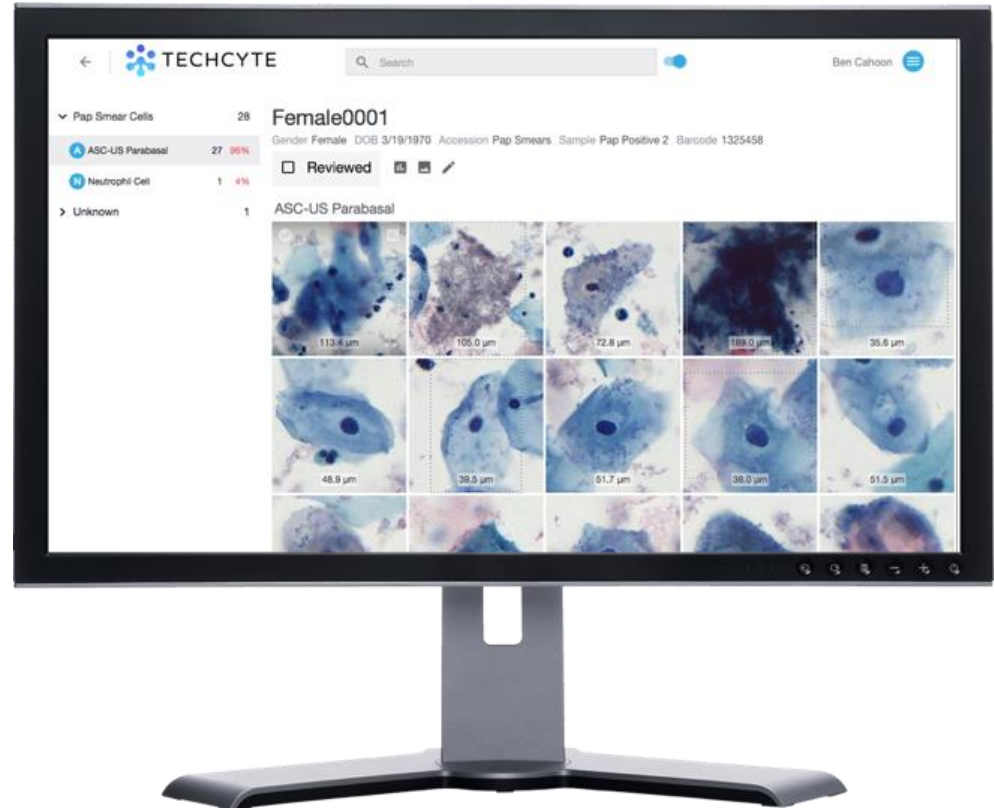 TECHCYTE
Search
Ben Cahoon
Pap Smear Cells 28
A ASC-US Parabasal 27 96%
N Neutrophil Cell 1 4%
Unknown 1
Female0001
Gender Female DOB 3/19/1970 Accession Pap Smears Sample Pap Positive 2 Barcode 1325458
Reviewed
ASC-US Parabasal
113.4 µm 105.0 µm 72.8 µm 189.0 µm 35.6 µm
48.9 µm 39.5 µm 51.7 µm 38.0 µm 51.5 µm